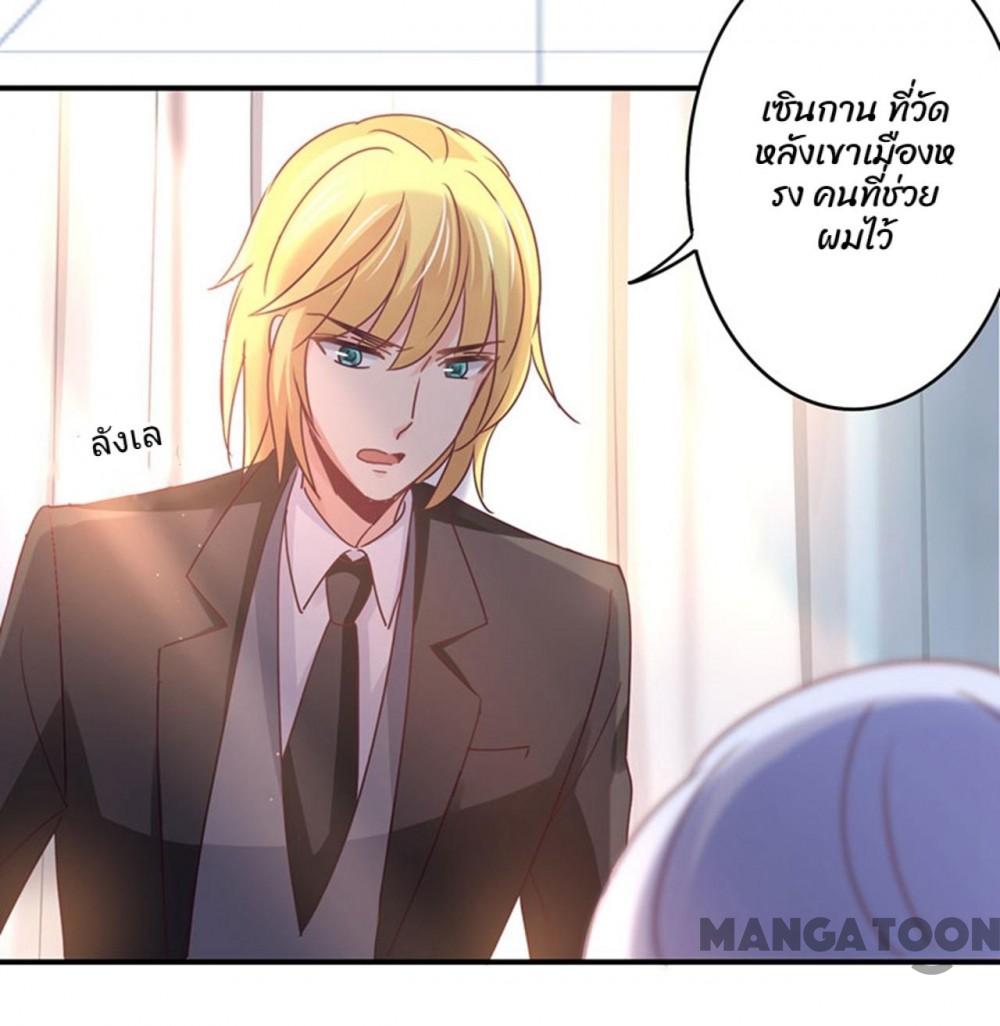 เซินกาน ที่วัด
หลังเขาเมืองห
รง คนที่ช่วย
ผมไว้
ลังเล
MANGATOON